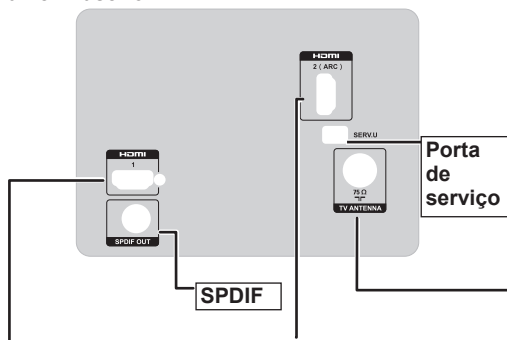 HDMI
2 ( ARC )
SERV.U
Porta
de
serviço
HDMI
1
75 Ω
TV ANTENNA
SPDIF OUT
SPDIF